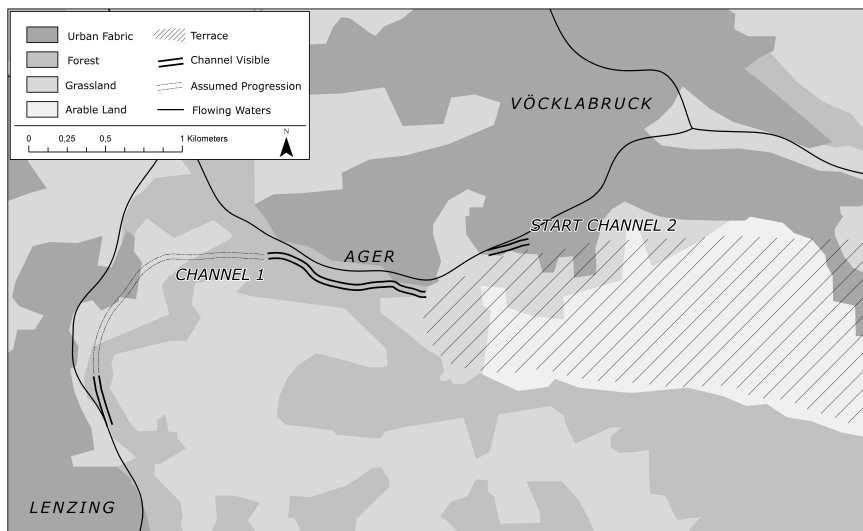 Urban Fabric
Forest
Grassland
Arable Land
Terrace
Channel Visible
Assumed Progression
Flowing Waters
0 0,25 0,5 1 Kilometers
N
VÖCKLABRUCK
START CHANNEL 2
AGER
CHANNEL 1
LENZING